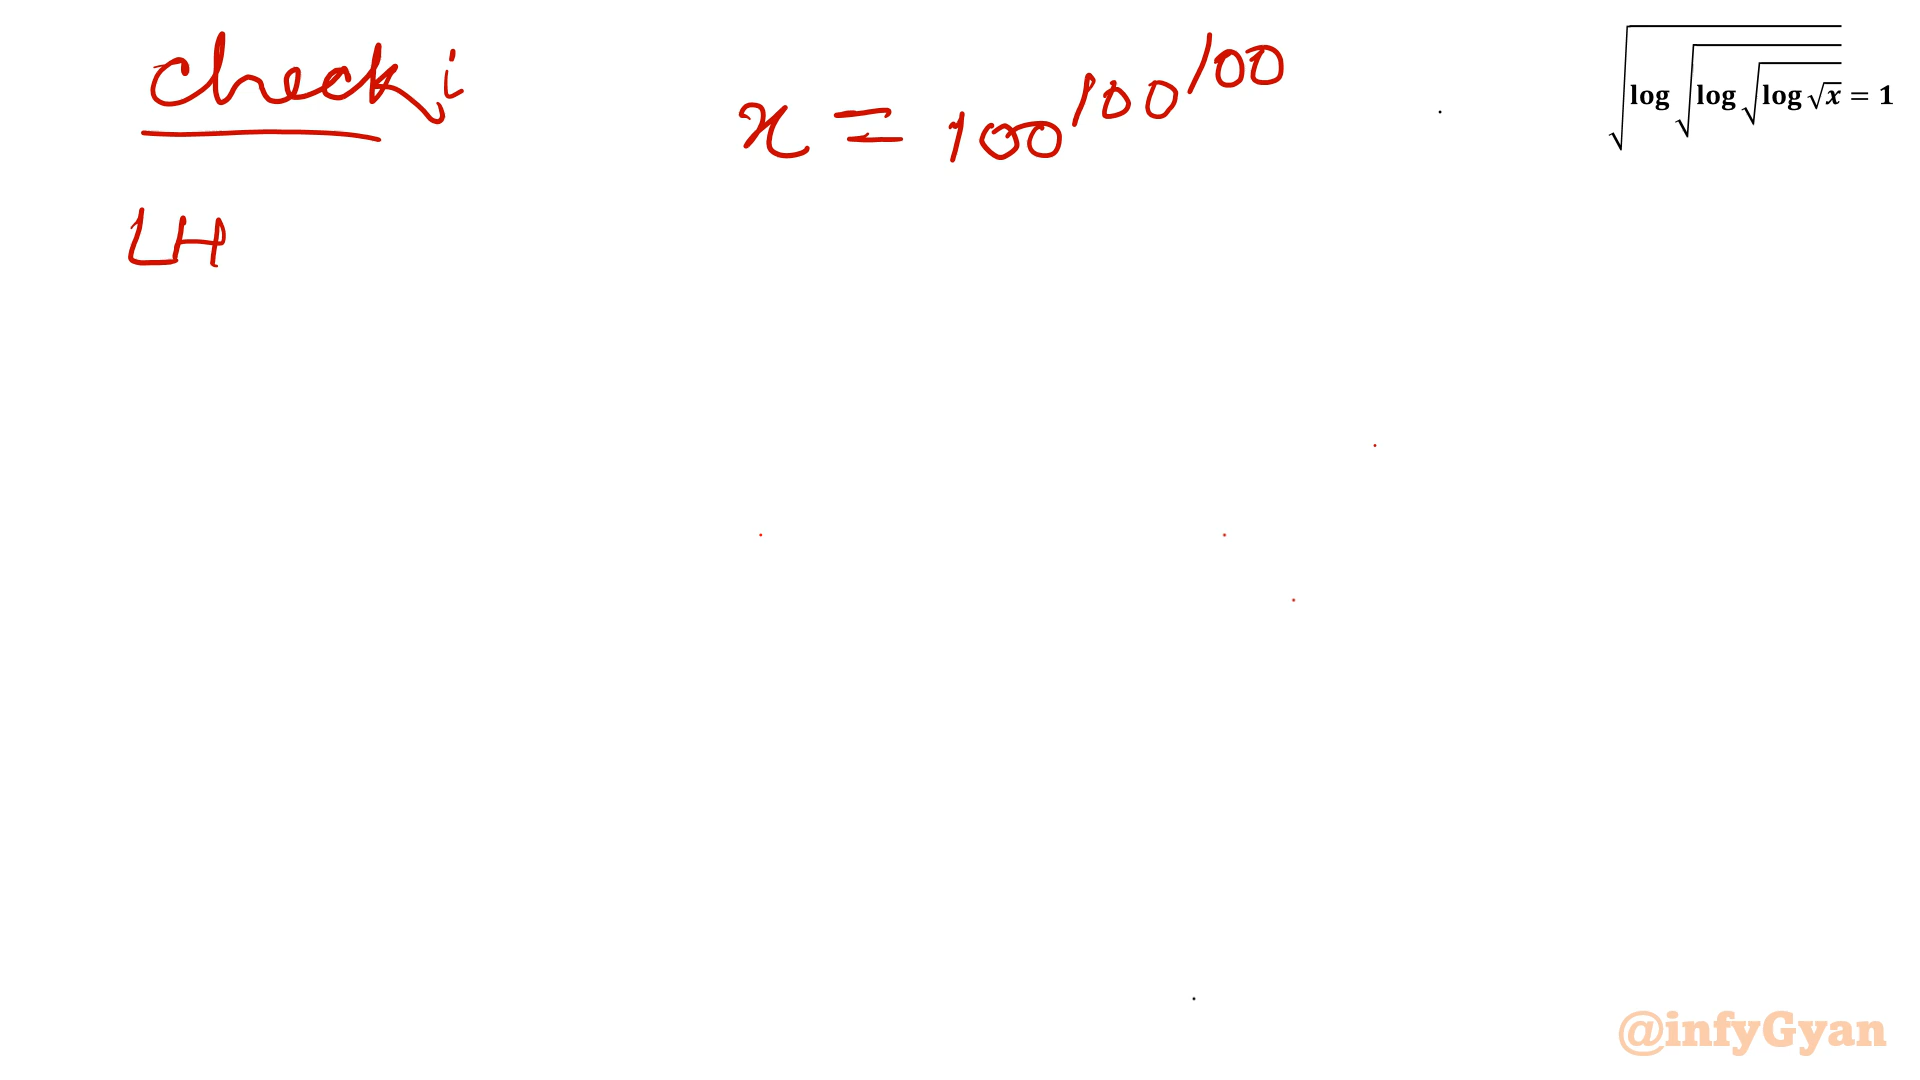 check;
x = 100^100^100
√log √log √log √x = 1
LH
@infyGyan